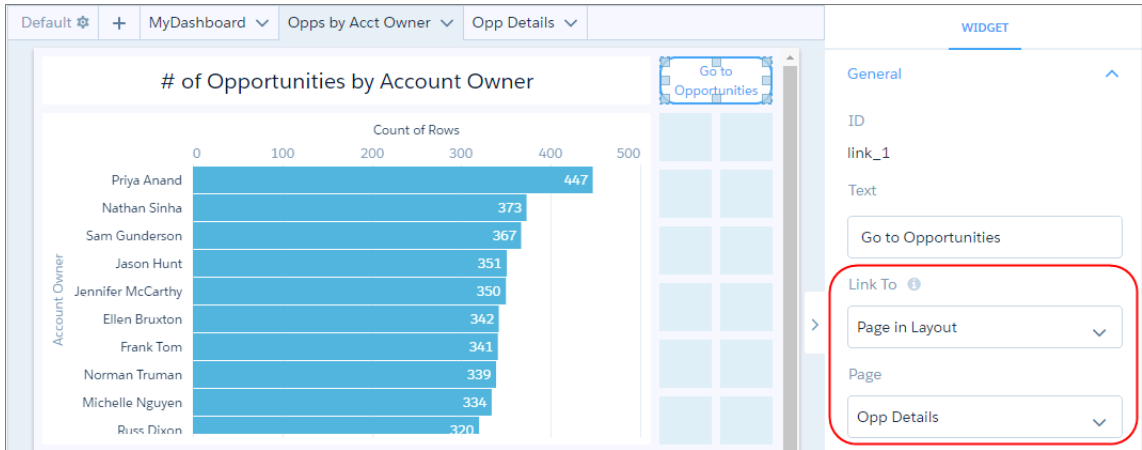 Default
MyDashboard
Opps by Acct Owner
Opp Details
# of Opportunities by Account Owner
Go to
Opportunities
Count of Rows
0 100 200 300 400 500
Account Owner
Priya Anand 447
Nathan Sinha 373
Sam Gunderson 367
Jason Hunt 351
Jennifer McCarthy 350
Ellen Bruxton 342
Frank Tom 341
Norman Truman 339
Michelle Nguyen 334
Russ Dixon 320
WIDGET
General
ID
link_1
Text
Go to Opportunities
Link To
Page in Layout
Page
Opp Details